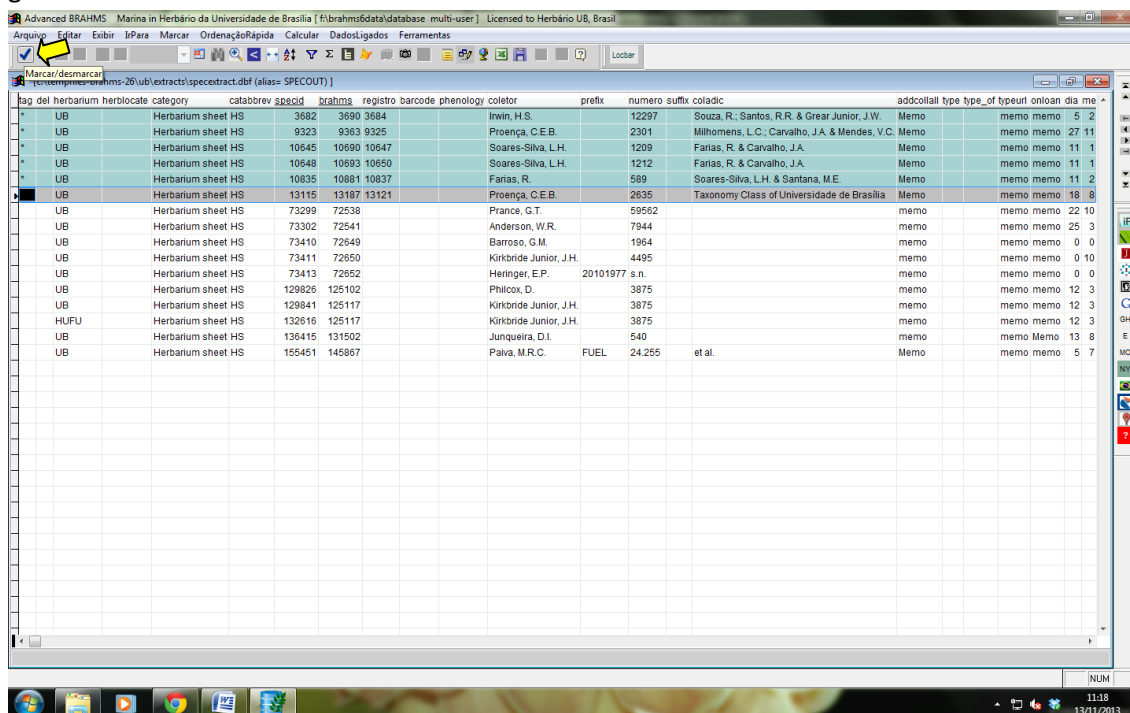 Advanced BRAHMS Marina in Herbário da Universidade de Brasília [ f:\brahms6data\database multi-user ] Licensed to Herbário UB, Brasil
Arquivo Editar Exibir IrPara Marcar OrdenaçãoRápida Calcular DadosLigados Ferramentas
Locbar
Marcar/desmarcar
\ub\extracts\specextract.dbf (alias= SPECOUT) ]
tag del herbarium herblocate category catabbrev specid brahms registro barcode phenology coletor prefix numero suffix coladic addcollall type type_of typeurl onloan dia me
* UB Herbarium sheet HS 3682 3690 3684 Irwin, H.S. 12297 Souza, R.; Santos, R.R. & Grear Junior, J.W. Memo memo memo 5 2
* UB Herbarium sheet HS 9323 9363 9325 Proença, C.E.B. 2301 Milhomens, L.C.; Carvalho, J.A. & Mendes, V.C. Memo memo memo 27 11
* UB Herbarium sheet HS 10645 10690 10647 Soares-Silva, L.H. 1209 Farias, R. & Carvalho, J.A. Memo memo memo 11 1
* UB Herbarium sheet HS 10648 10693 10650 Soares-Silva, L.H. 1212 Farias, R. & Carvalho, J.A. Memo memo memo 11 1
* UB Herbarium sheet HS 10835 10881 10837 Farias, R. 589 Soares-Silva, L.H. & Santana, M.E. Memo memo memo 11 2
UB Herbarium sheet HS 13115 13187 13121 Proença, C.E.B. 2635 Taxonomy Class of Universidade de Brasília Memo memo memo 18 8
UB Herbarium sheet HS 73299 72538 Prance, G.T. 59562 memo memo memo 22 10
UB Herbarium sheet HS 73302 72541 Anderson, W.R. 7944 memo memo memo 25 3
UB Herbarium sheet HS 73410 72649 Barroso, G.M. 1964 memo memo memo 0 0
UB Herbarium sheet HS 73411 72650 Kirkbride Junior, J.H. 4495 memo memo memo 0 10
UB Herbarium sheet HS 73413 72652 Heringer, E.P. 20101977 s.n. memo memo memo 0 0
UB Herbarium sheet HS 129826 125102 Philcox, D. 3875 memo memo memo 12 3
UB Herbarium sheet HS 129841 125117 Kirkbride Junior, J.H. 3875 memo memo memo 12 3
HUFU Herbarium sheet HS 132616 125117 Kirkbride Junior, J.H. 3875 memo memo memo 12 3
UB Herbarium sheet HS 136415 131502 Junqueira, D.I. 540 memo memo Memo 13 8
UB Herbarium sheet HS 155451 145867 Paiva, M.R.C. FUEL 24.255 et al. Memo memo memo 5 7
iF
J
G
GH
E
MO
NY
?
NUM
11:18
13/11/2013